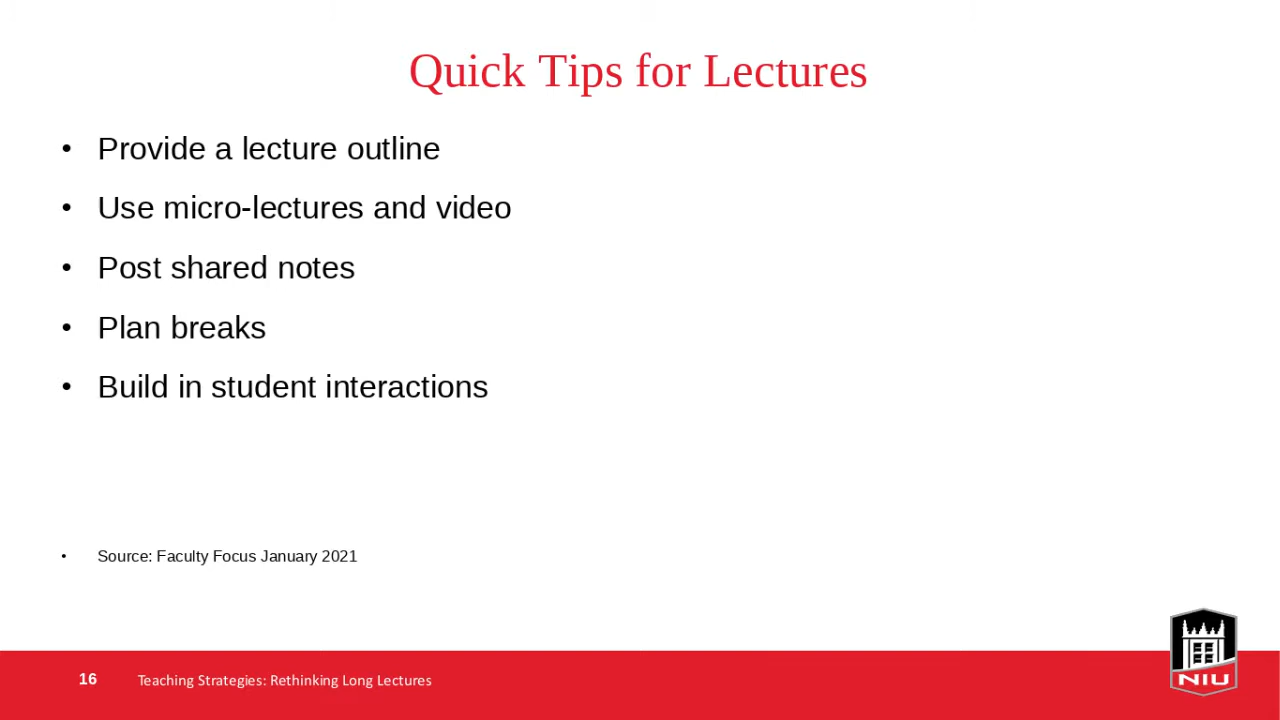 Quick Tips for Lectures
• Provide a lecture outline
• Use micro-lectures and video
• Post shared notes
• Plan breaks
• Build in student interactions
• Source: Faculty Focus January 2021
16 Teaching Strategies: Rethinking Long Lectures
NIU